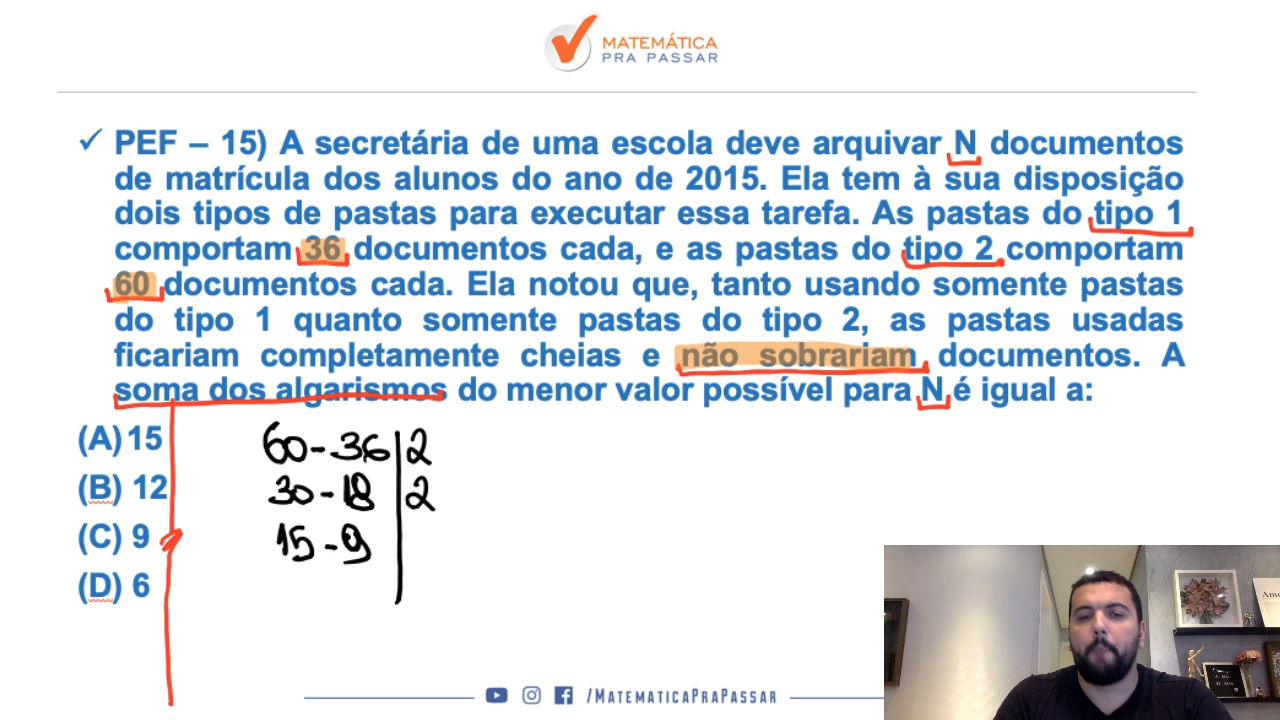 MATEMÁTICA
PRA PASSAR
✓ PEF – 15) A secretária de uma escola deve arquivar N documentos
de matrícula dos alunos do ano de 2015. Ela tem à sua disposição
dois tipos de pastas para executar essa tarefa. As pastas do tipo 1
comportam 36 documentos cada, e as pastas do tipo 2 comportam
60 documentos cada. Ela notou que, tanto usando somente pastas
do tipo 1 quanto somente pastas do tipo 2, as pastas usadas
ficariam completamente cheias e não sobrariam documentos. A
soma dos algarismos do menor valor possível para N é igual a:
(A) 15
(B) 12
(C) 9
(D) 6
60-36|2
30-18|2
15-9|
/MATEMATICAPRAPASSAR